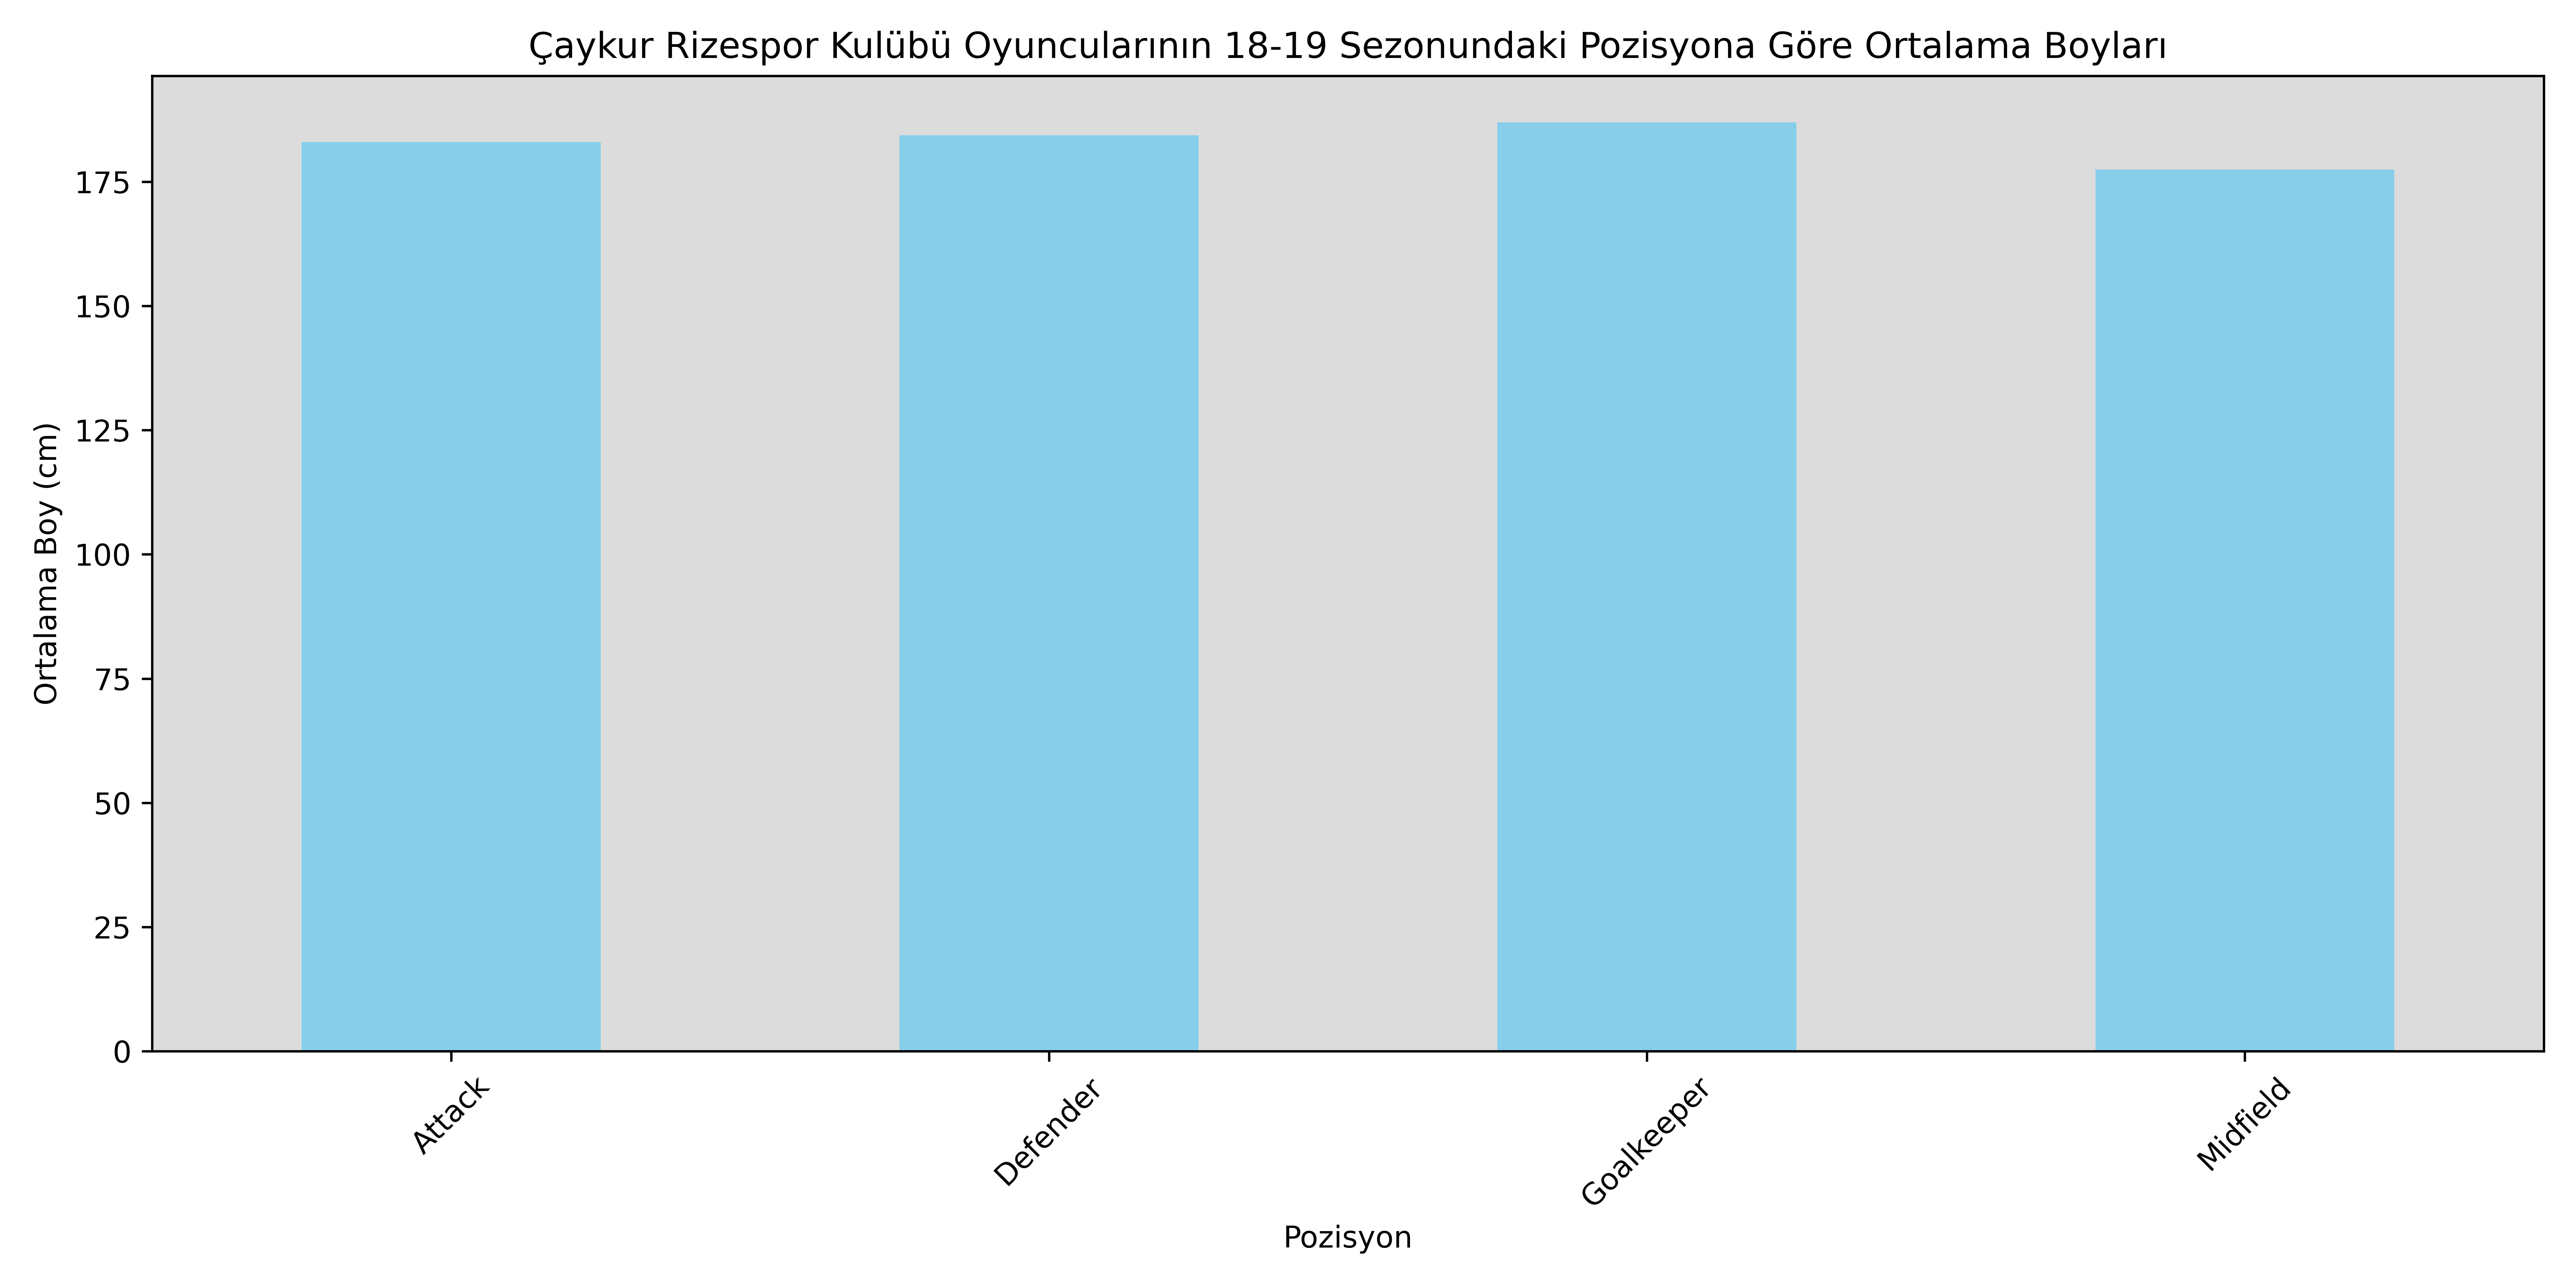 Çaykur Rizespor Kulübü Oyuncularının 18-19 Sezonundaki Pozisyona Göre Ortalama Boyları
Ortalama Boy (cm)
175
150
125
100
75
50
25
0
Attack
Defender
Goalkeeper
Midfield
Pozisyon